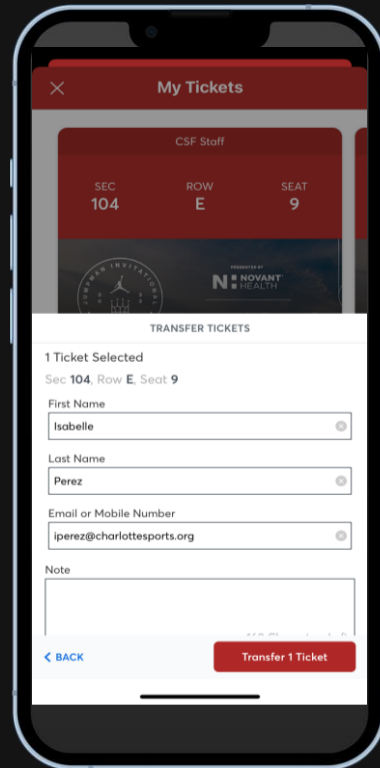 My Tickets
CSF Staff
SEC ROW SEAT
104 E 9
JUMPMAN INVITATIONAL
PRESENTED BY
NOVANT
HEALTH
TRANSFER TICKETS
1 Ticket Selected
Sec 104, Row E, Seat 9
First Name
Isabelle
Last Name
Perez
Email or Mobile Number
iperez@charlottesports.org
Note
BACK
Transfer 1 Ticket